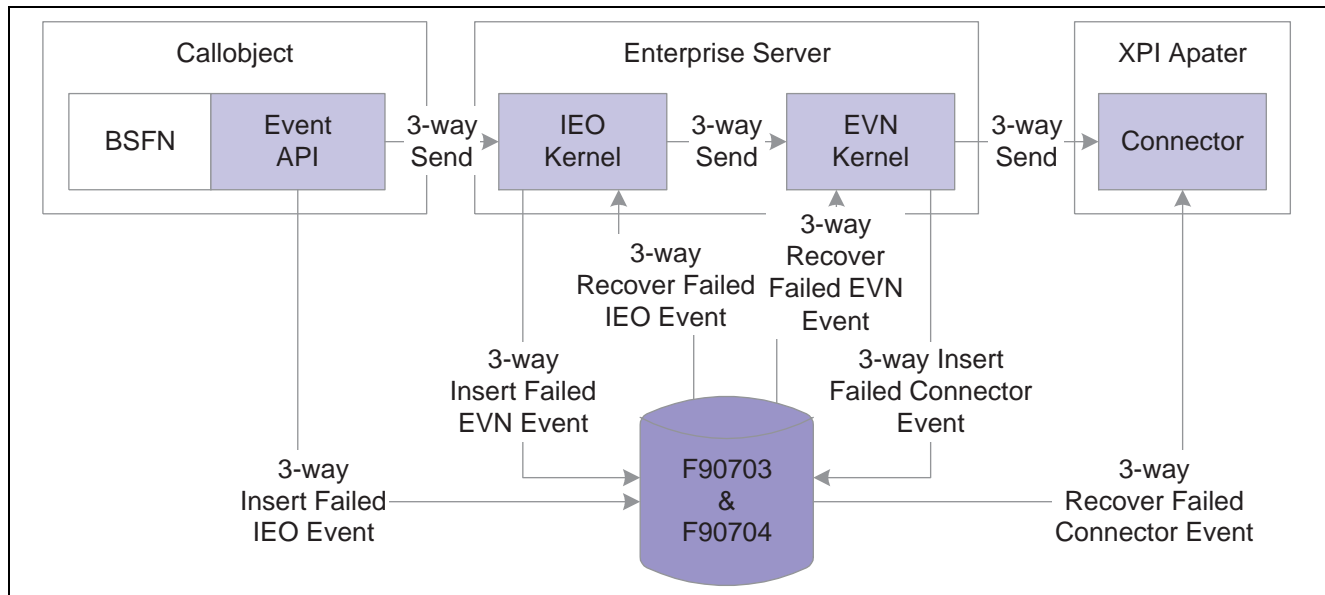 Callobject
Enterprise Server
XPI Apater
BSFN
Event
API
3-way
Send
IEO
Kernel
3-way
Send
EVN
Kernel
3-way
Send
Connector
3-way
Recover Failed
IEO Event
3-way
Recover
Failed EVN
Event
3-way
Insert Failed
EVN Event
3-way Insert
Failed Connector
Event
3-way
Insert Failed
IEO Event
F90703
&
F90704
3-way
Recover Failed
Connector Event